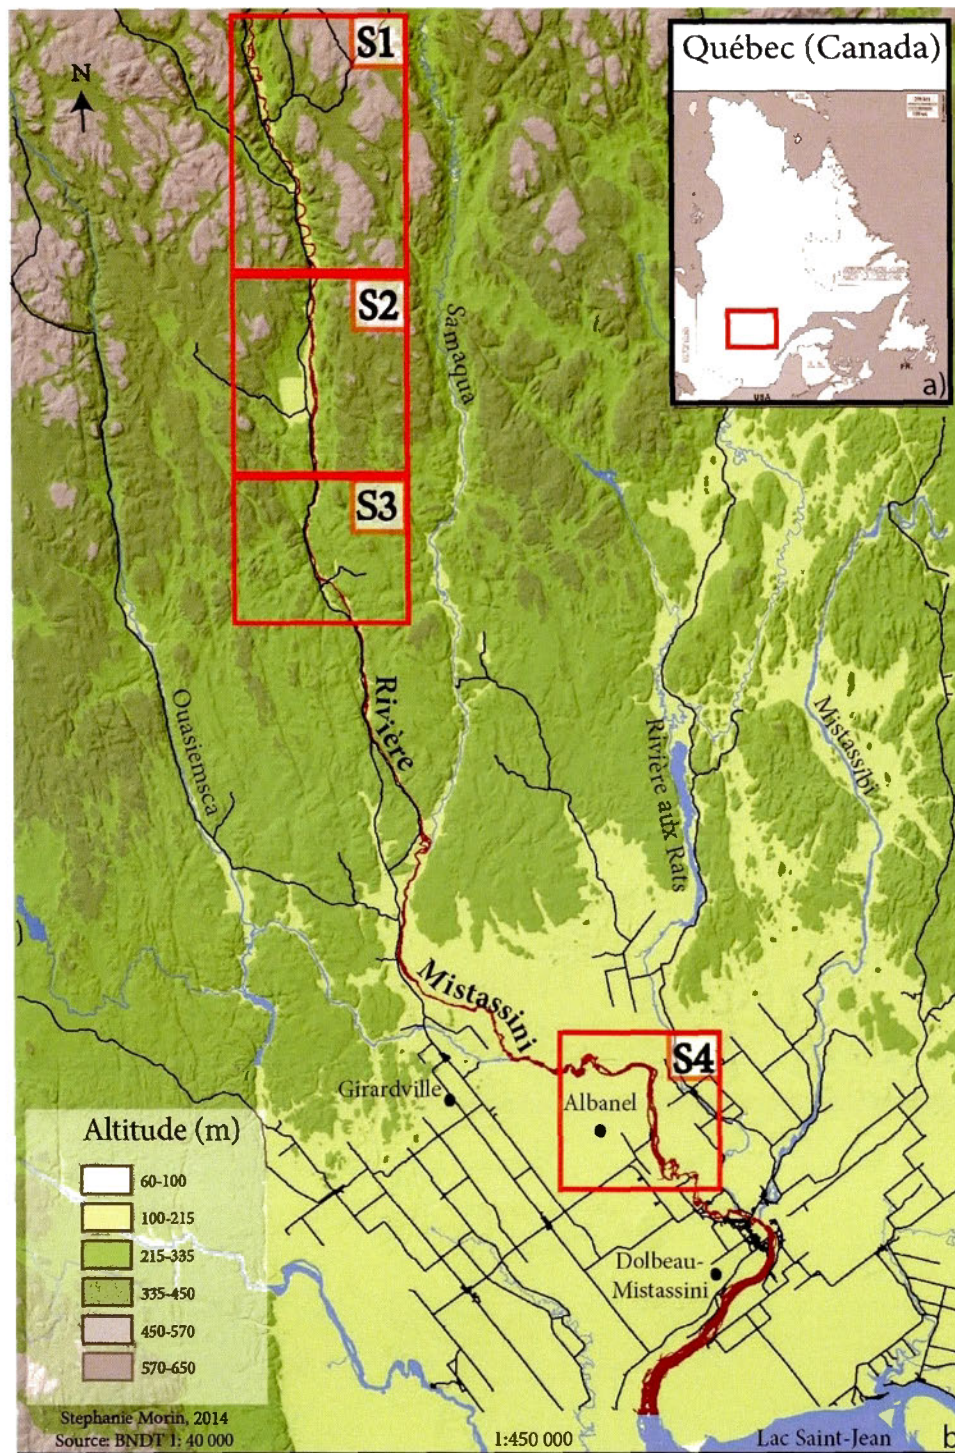 S1
Québec (Canada)
N
S2
Samaqua
FR.
USA
a)
S3
Rivière
Ouasiemsca
Mistassibi
Rivière aux Rats
Mistassini
S4
Girardville
Albanel
Altitude (m)
60-100
100-215
215-335
335-450
450-570
570-650
Dolbeau-
Mistassini
Stephanie Morin, 2014
Source: BNDT 1: 40 000
1:450 000
Lac Saint-Jean
b